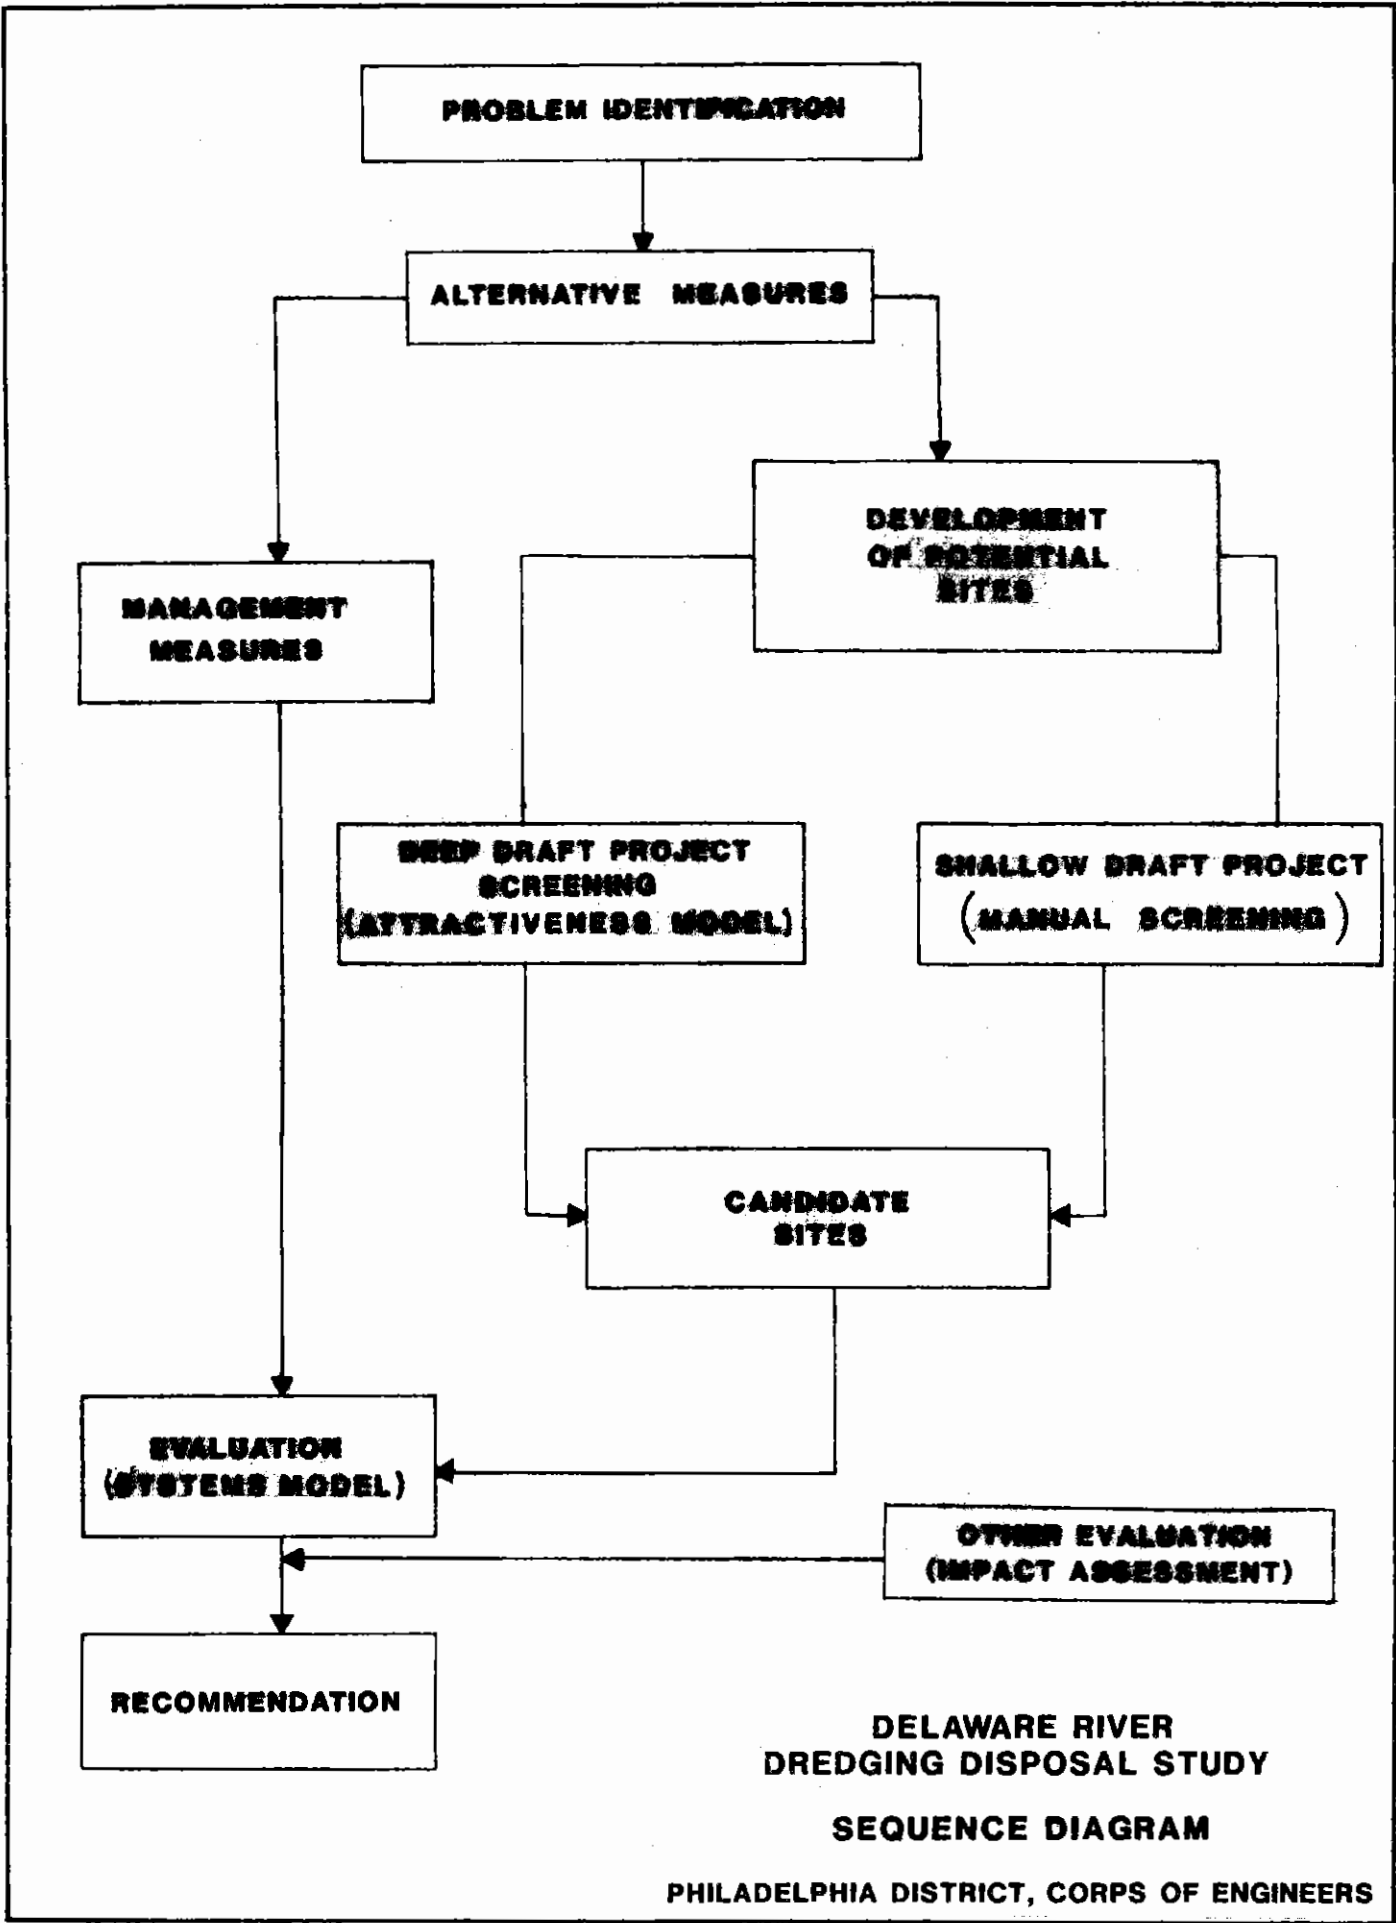 PROBLEM IDENTIFICATION
ALTERNATIVE MEASURES
DEVELOPMENT
OF POTENTIAL
SITES
MANAGEMENT
MEASURES
DEEP DRAFT PROJECT
SCREENING
(ATTRACTIVENESS MODEL)
SHALLOW DRAFT PROJECT
(MANUAL SCREENING)
CANDIDATE
SITES
EVALUATION
(SYSTEMS MODEL)
OTHER EVALUATION
(IMPACT ASSESSMENT)
RECOMMENDATION
DELAWARE RIVER
DREDGING DISPOSAL STUDY
SEQUENCE DIAGRAM
PHILADELPHIA DISTRICT, CORPS OF ENGINEERS